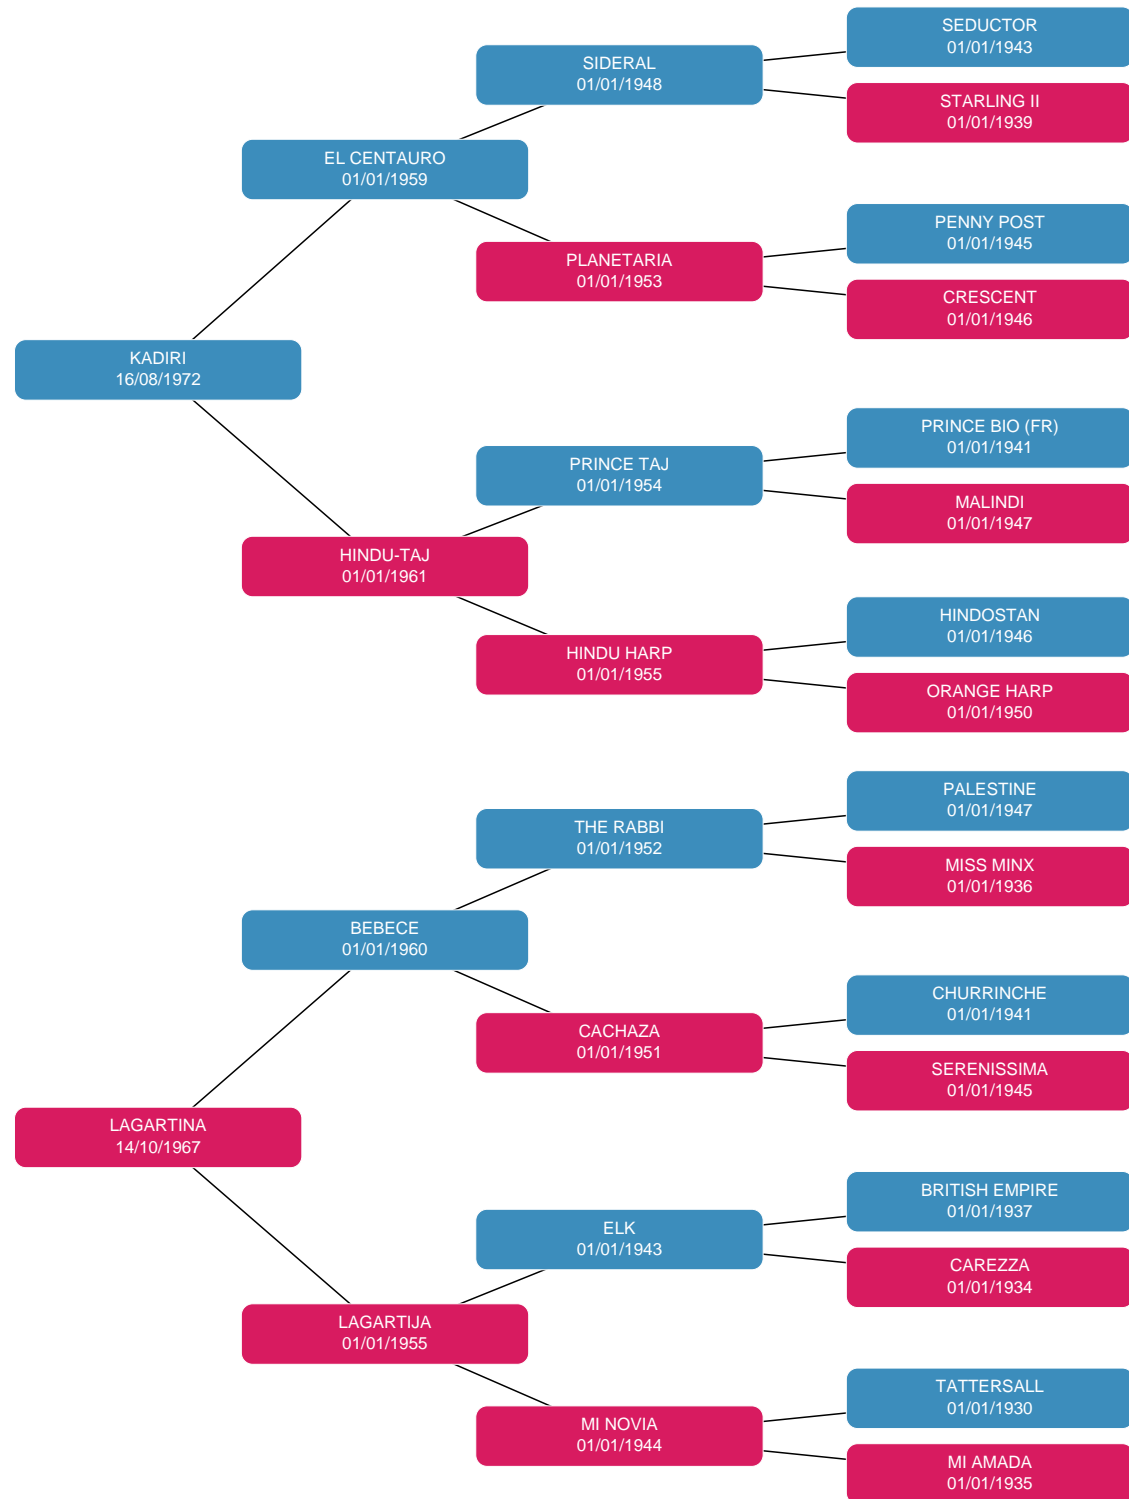 SEDUCTOR
01/01/1943
SIDERAL
01/01/1948
STARLING II
01/01/1939
EL CENTAURO
01/01/1959
PENNY POST
01/01/1945
PLANETARIA
01/01/1953
CRESCENT
01/01/1946
KADIRI
16/08/1972
PRINCE BIO (FR)
01/01/1941
PRINCE TAJ
01/01/1954
MALINDI
01/01/1947
HINDU-TAJ
01/01/1961
HINDOSTAN
01/01/1946
HINDU HARP
01/01/1955
ORANGE HARP
01/01/1950
PALESTINE
01/01/1947
THE RABBI
01/01/1952
MISS MINX
01/01/1936
BEBECE
01/01/1960
CHURRINCHE
01/01/1941
CACHAZA
01/01/1951
SERENISSIMA
01/01/1945
LAGARTINA
14/10/1967
BRITISH EMPIRE
01/01/1937
ELK
01/01/1943
CAREZZA
01/01/1934
LAGARTIJA
01/01/1955
TATTERSALL
01/01/1930
MI NOVIA
01/01/1944
MI AMADA
01/01/1935